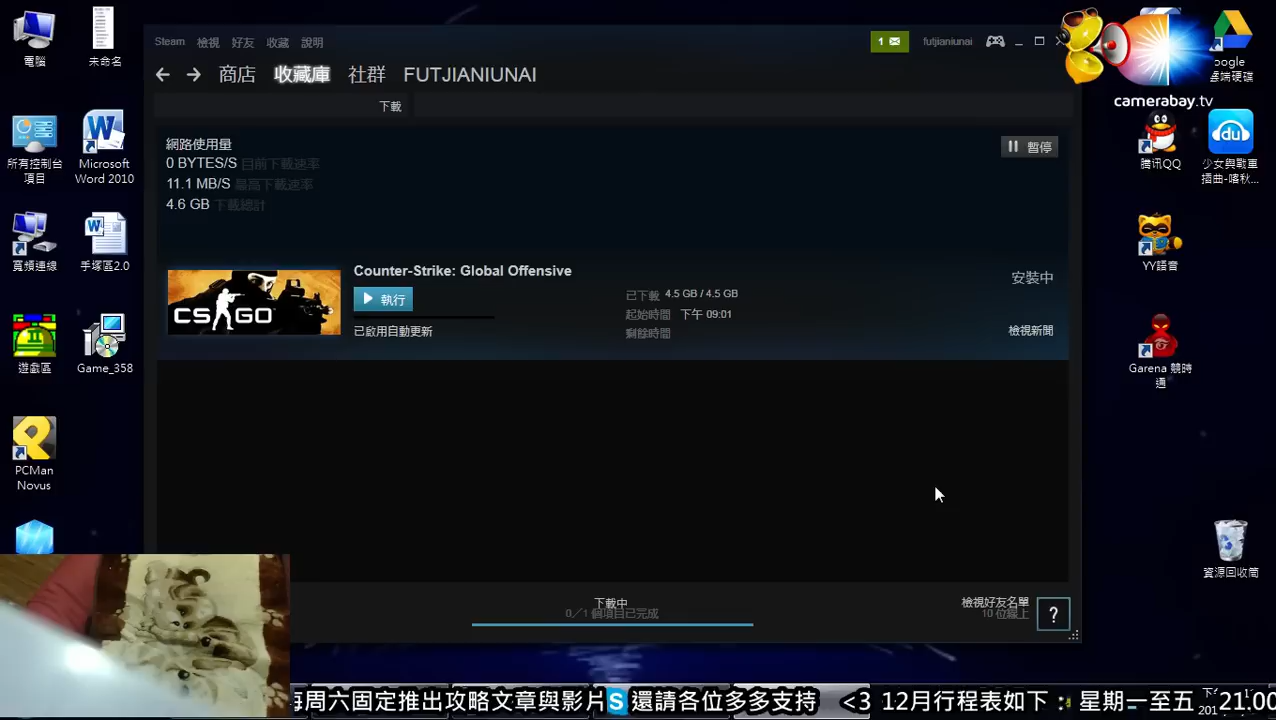 電腦
未命名
Steam 檢視 好友 說明
futjianiunai
商店 收藏庫 社群 FUTJIANIUNAI
camerabay.tv
下載
所有控制台項目
Microsoft Word 2010
騰訊QQ
網路使用量
0 BYTES/S 目前下載速率
11.1 MB/S 最高下載速率
4.6 GB 下載總計
暫停
寬頻連線
手塚區2.0
YY語音
CS GO
Counter-Strike: Global Offensive
執行
已啟用自動更新
已下載 4.5 GB / 4.5 GB
起始時間 下午 09:01
剩餘時間
安裝中
檢視新聞
遊戲區
Game_358
Garena 競時通
PCMan Novus
資源回收筒
下載中
0／1 個項目已完成
檢視好友名單
10 位線上
?
每周六固定推出攻略文章與影片 還請各位多多支持 <3 12月行程表如下：星期一至五 21:00